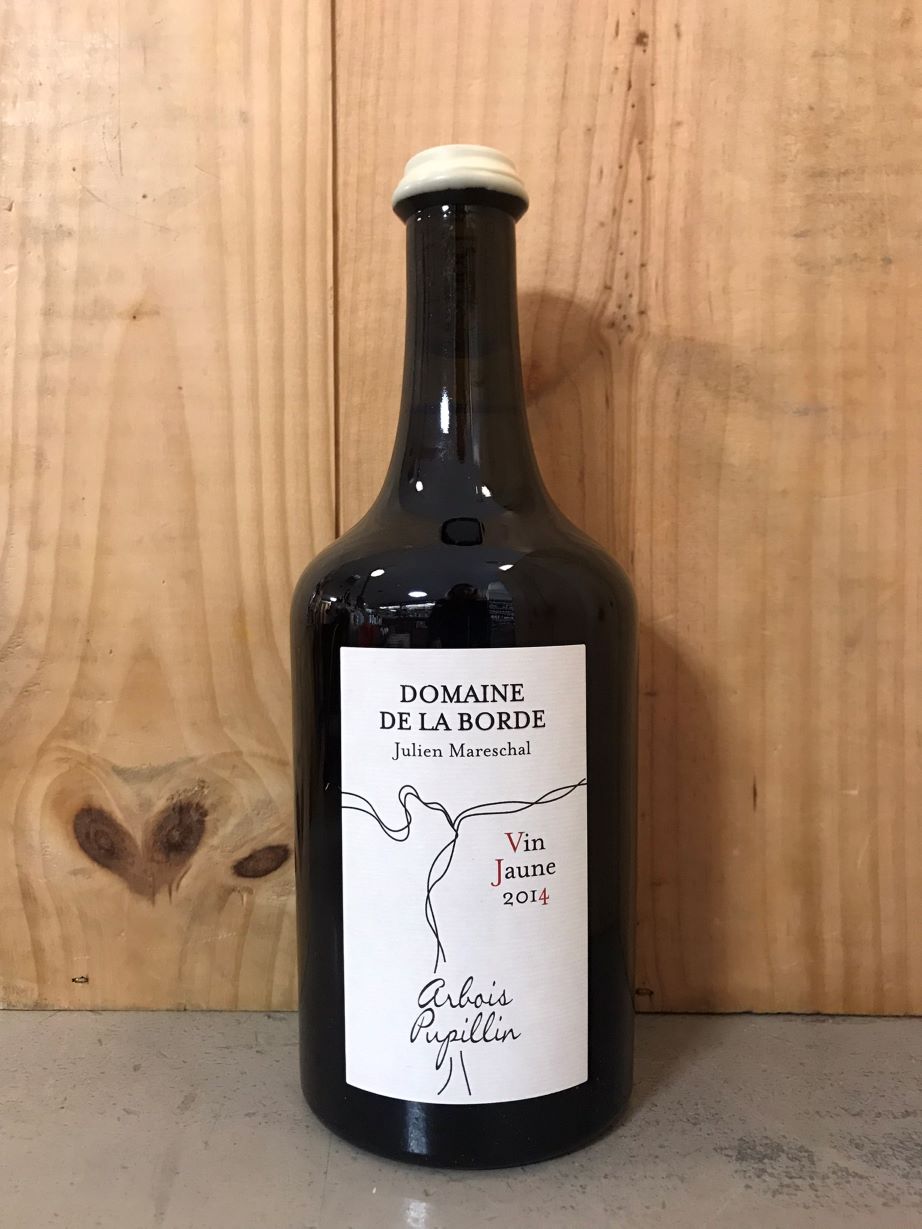 DOMAINE
DE LA BORDE
Julien Mareschal
Vin
Jaune
2014
Arbois
Pupillin